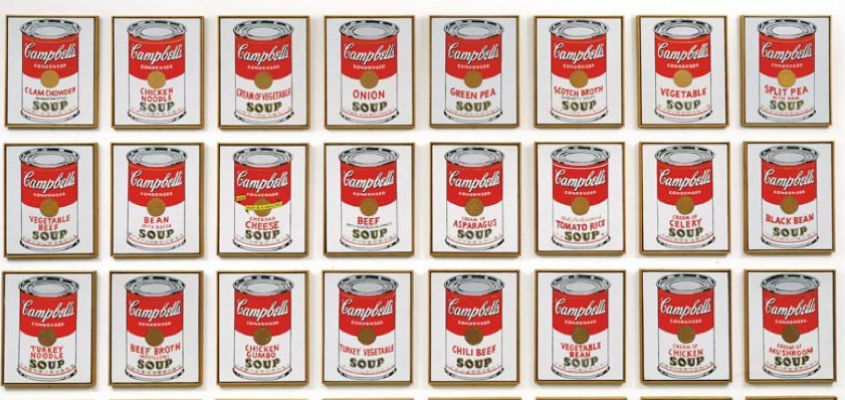 Campbell's
CONDENSED
CLAM CHOWDER
SOUP
Campbell's
CONDENSED
CHICKEN
NOODLE
SOUP
Campbell's
CONDENSED
CREAM OF VEGETABLE
SOUP
Campbell's
CONDENSED
ONION
SOUP
Campbell's
CONDENSED
GREEN PEA
SOUP
Campbell's
CONDENSED
SCOTCH BROTH
SOUP
Campbell's
CONDENSED
VEGETABLE
SOUP
Campbell's
CONDENSED
SPLIT PEA
WITH HAM
SOUP
Campbell's
CONDENSED
VEGETABLE
BEEF
SOUP
Campbell's
CONDENSED
BEAN
WITH BACON
SOUP
Campbell's
CONDENSED
CHEDDAR
CHEESE
SOUP
Campbell's
CONDENSED
BEEF
SOUP
Campbell's
CONDENSED
CREAM OF
ASPARAGUS
SOUP
Campbell's
CONDENSED
Old Fashioned
TOMATO RICE
SOUP
Campbell's
CONDENSED
CREAM OF
CELERY
SOUP
Campbell's
CONDENSED
BLACK BEAN
SOUP
Campbell's
CONDENSED
TURKEY
NOODLE
SOUP
Campbell's
CONDENSED
BEEF BROTH
(BOUILLON)
SOUP
Campbell's
CONDENSED
CHICKEN
GUMBO
SOUP
Campbell's
CONDENSED
TURKEY VEGETABLE
SOUP
Campbell's
CONDENSED
CHILI BEEF
SOUP
Campbell's
CONDENSED
VEGETABLE
BEAN
SOUP
Campbell's
CONDENSED
CREAM OF
CHICKEN
SOUP
Campbell's
CONDENSED
CREAM OF
MUSHROOM
SOUP